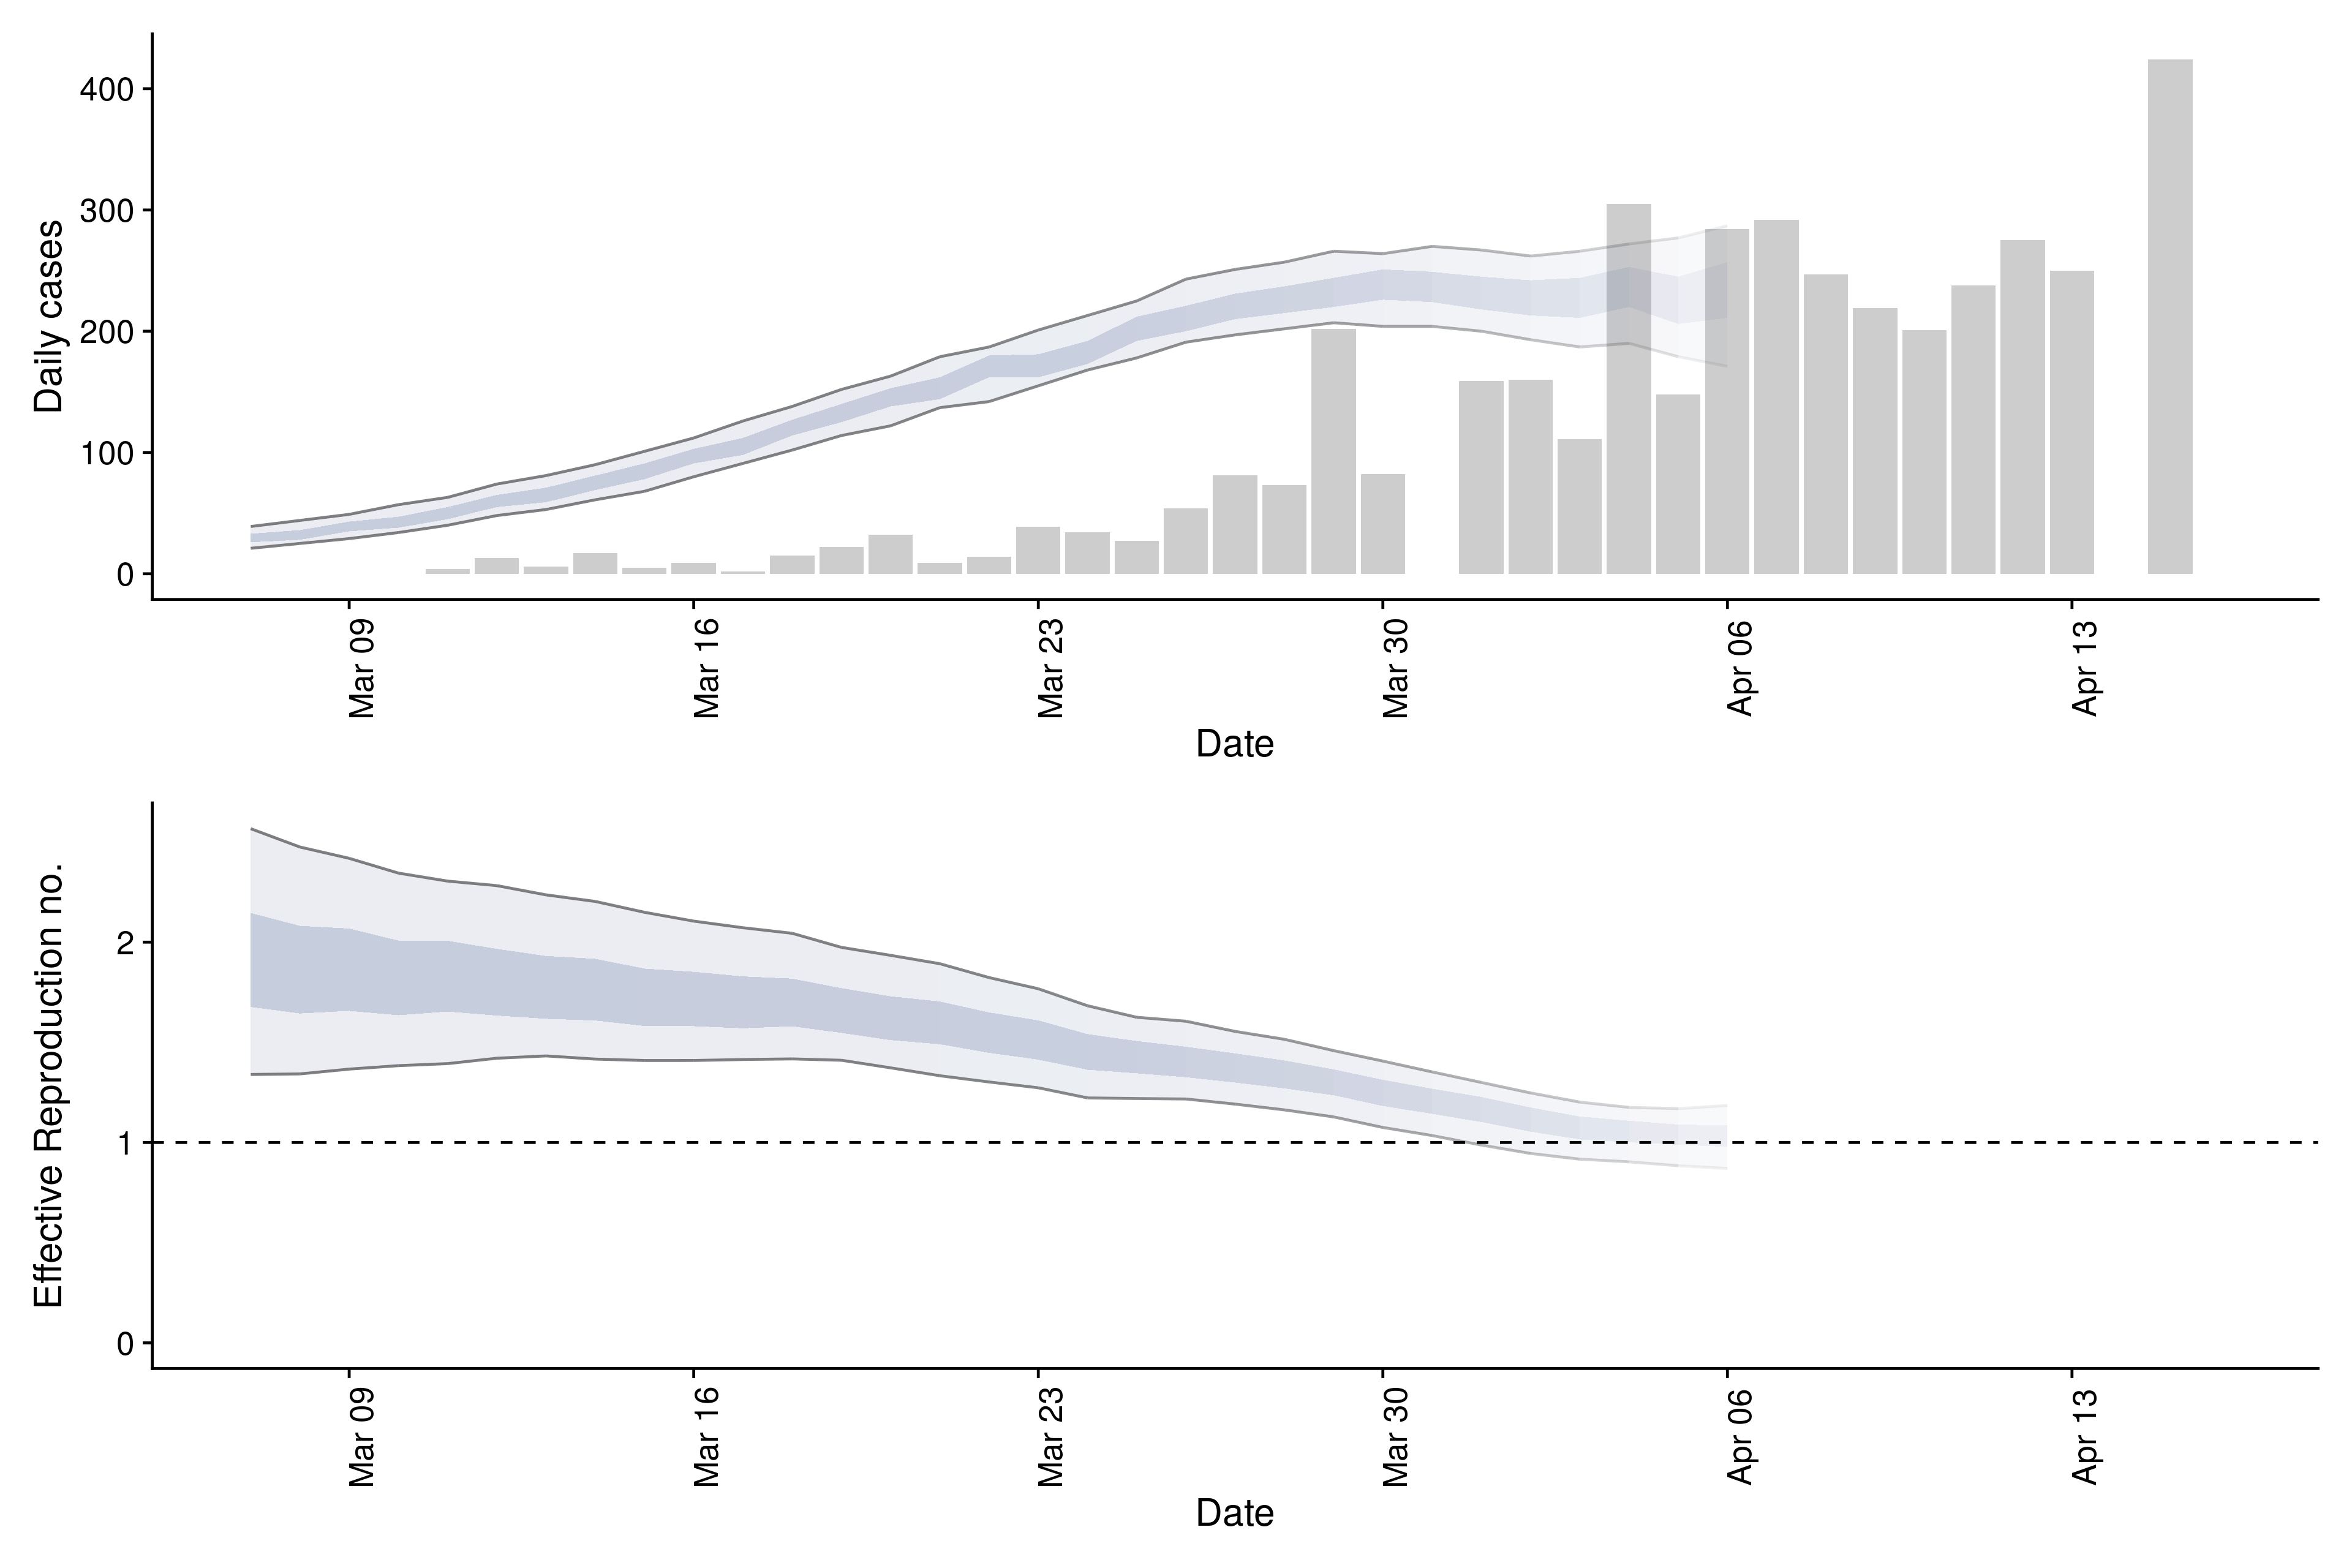 Daily cases
400
300
200
100
0
Mar 09
Mar 16
Mar 23
Mar 30
Apr 06
Apr 13
Date
Effective Reproduction no.
2
1
0
Mar 09
Mar 16
Mar 23
Mar 30
Apr 06
Apr 13
Date